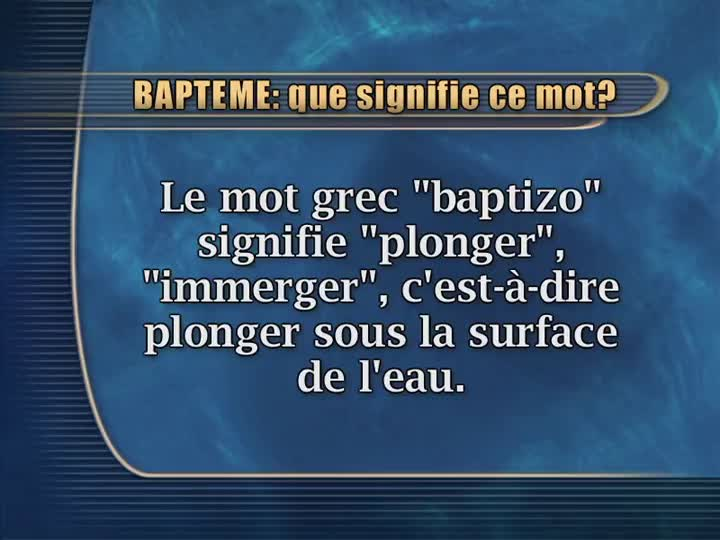 BAPTEME: que signifie ce mot?
Le mot grec "baptizo"
signifie "plonger",
"immerger", c'est-à-dire
plonger sous la surface
de l'eau.